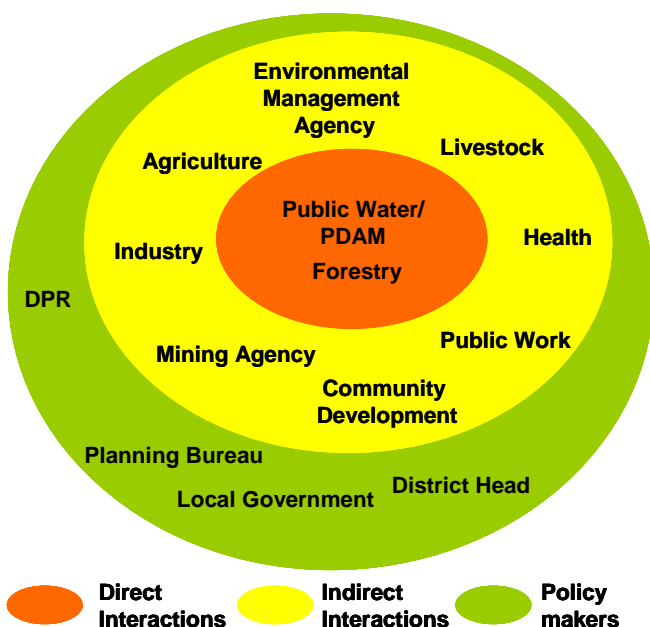 Environmental
Management
Agency
Livestock
Agriculture
Public Water/
PDAM
Forestry
Health
Industry
DPR
Public Work
Mining Agency
Community
Development
Planning Bureau
District Head
Local Government
Direct
Interactions
Indirect
Interactions
Policy
makers